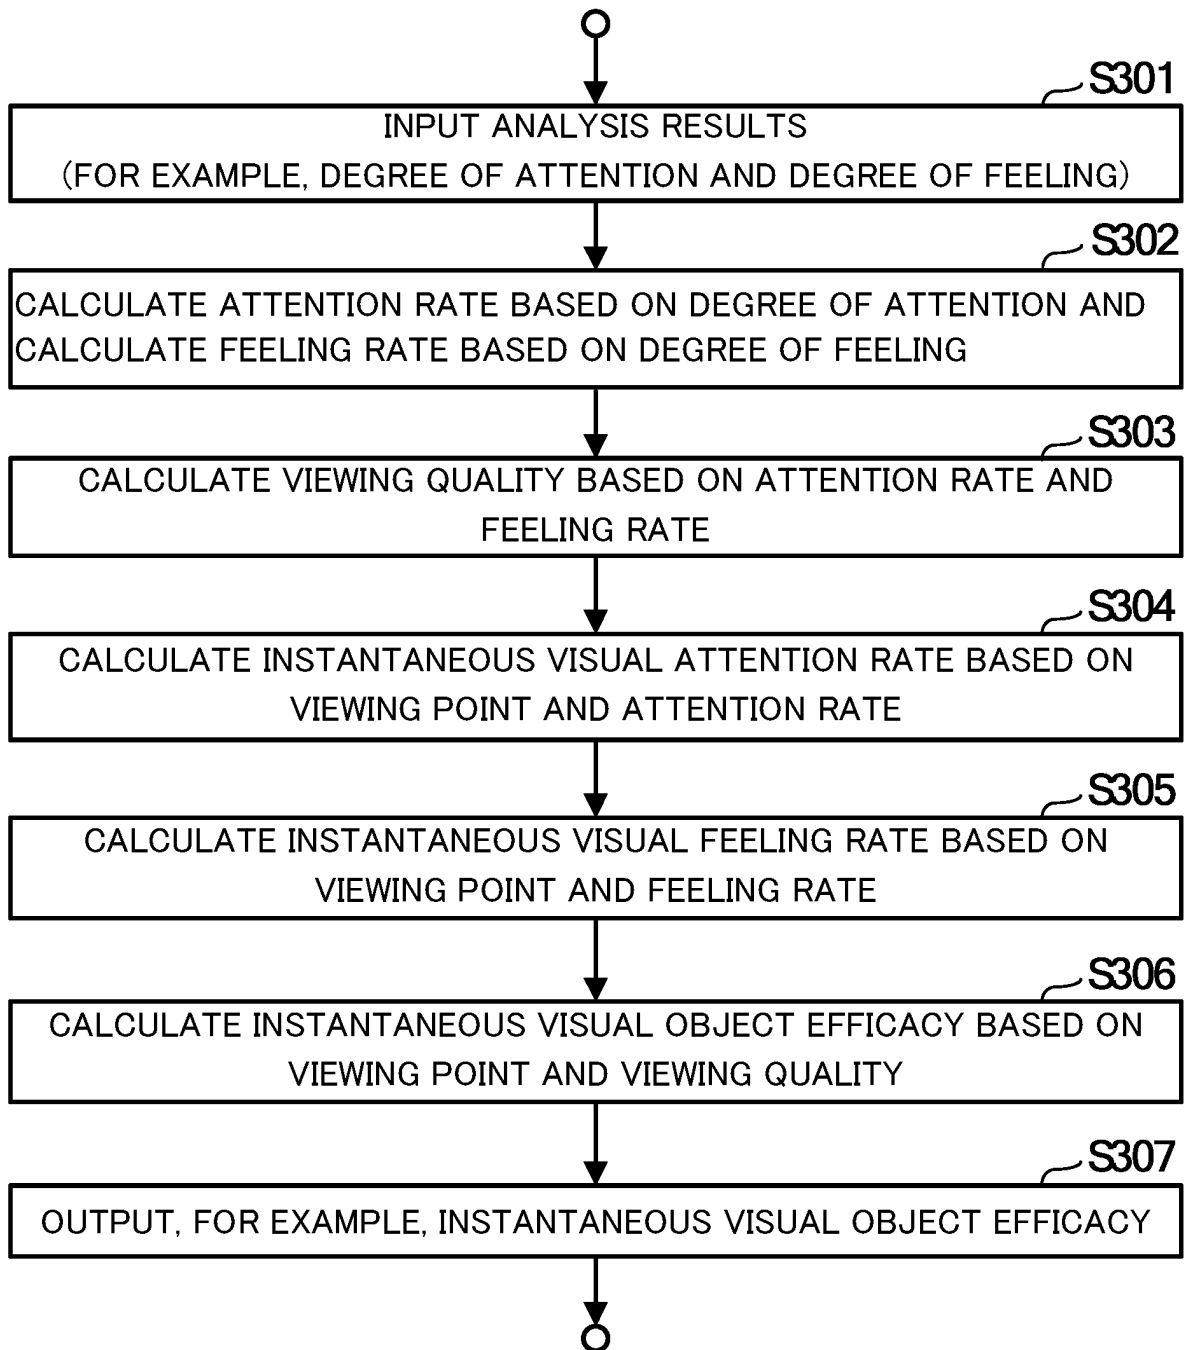 S301
INPUT ANALYSIS RESULTS
(FOR EXAMPLE, DEGREE OF ATTENTION AND DEGREE OF FEELING)
S302
CALCULATE ATTENTION RATE BASED ON DEGREE OF ATTENTION AND
CALCULATE FEELING RATE BASED ON DEGREE OF FEELING
S303
CALCULATE VIEWING QUALITY BASED ON ATTENTION RATE AND
FEELING RATE
S304
CALCULATE INSTANTANEOUS VISUAL ATTENTION RATE BASED ON
VIEWING POINT AND ATTENTION RATE
S305
CALCULATE INSTANTANEOUS VISUAL FEELING RATE BASED ON
VIEWING POINT AND FEELING RATE
S306
CALCULATE INSTANTANEOUS VISUAL OBJECT EFFICACY BASED ON
VIEWING POINT AND VIEWING QUALITY
S307
OUTPUT, FOR EXAMPLE, INSTANTANEOUS VISUAL OBJECT EFFICACY